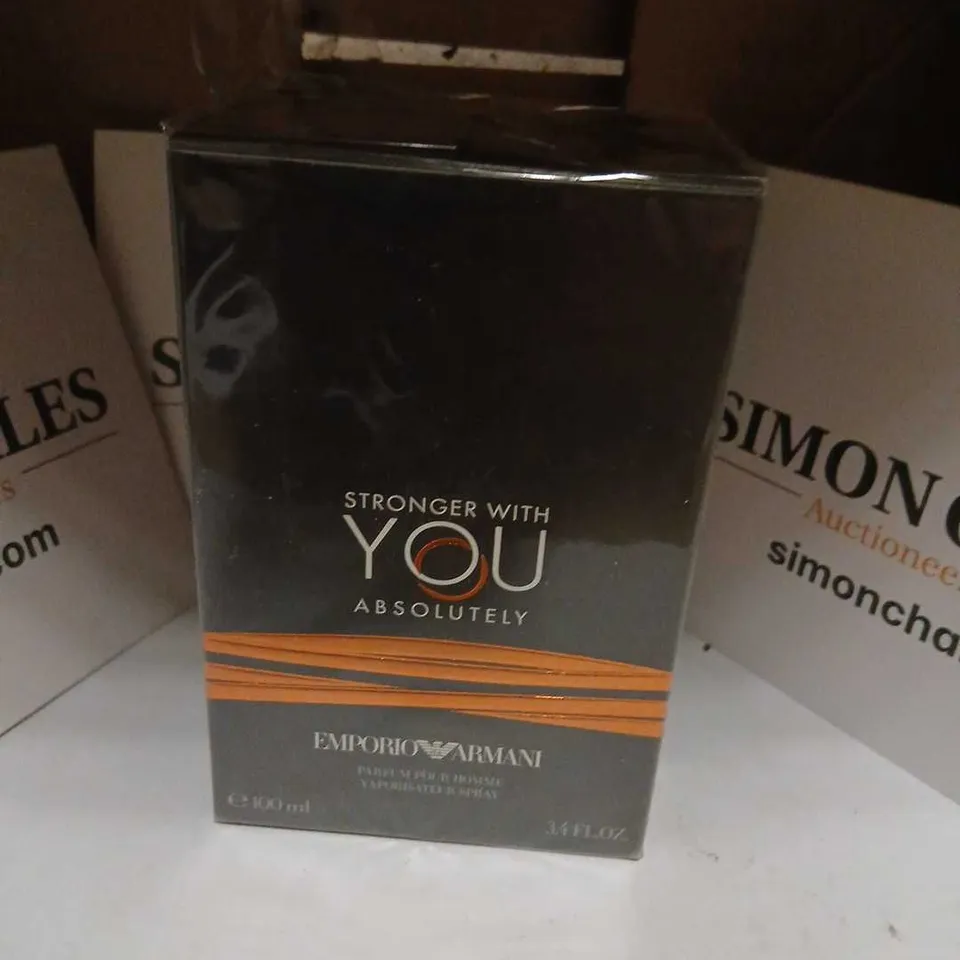 STRONGER WITH
YOU
ABSOLUTELY
EMPORIO ARMANI
PARFUM POUR HOMME
VAPORISATEUR SPRAY
e 100 ml
3.4 FL.OZ
LES
s
.com
S
SIMON C
Auctionee
simoncha